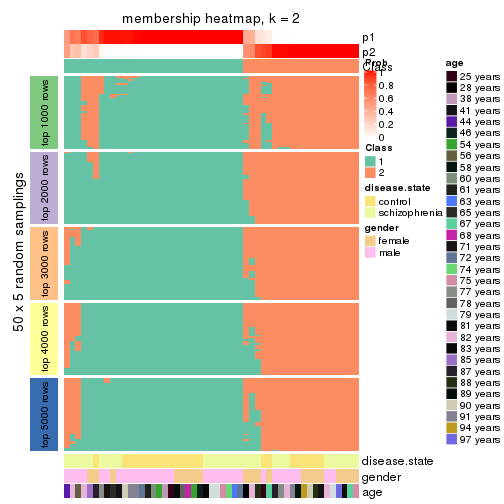 membership heatmap, k = 2
p1
p2
Class
50 x 5 random samplings
top 1000 rows
top 2000 rows
top 3000 rows
top 4000 rows
top 5000 rows
disease.state
gender
age
Prob
1
0.8
0.6
0.4
0.2
0
Class
1
2
disease.state
control
schizophrenia
gender
female
male
age
25 years
28 years
38 years
41 years
44 years
46 years
54 years
56 years
58 years
60 years
61 years
63 years
65 years
67 years
68 years
71 years
72 years
74 years
75 years
77 years
78 years
79 years
81 years
82 years
83 years
85 years
87 years
88 years
89 years
90 years
91 years
94 years
97 years